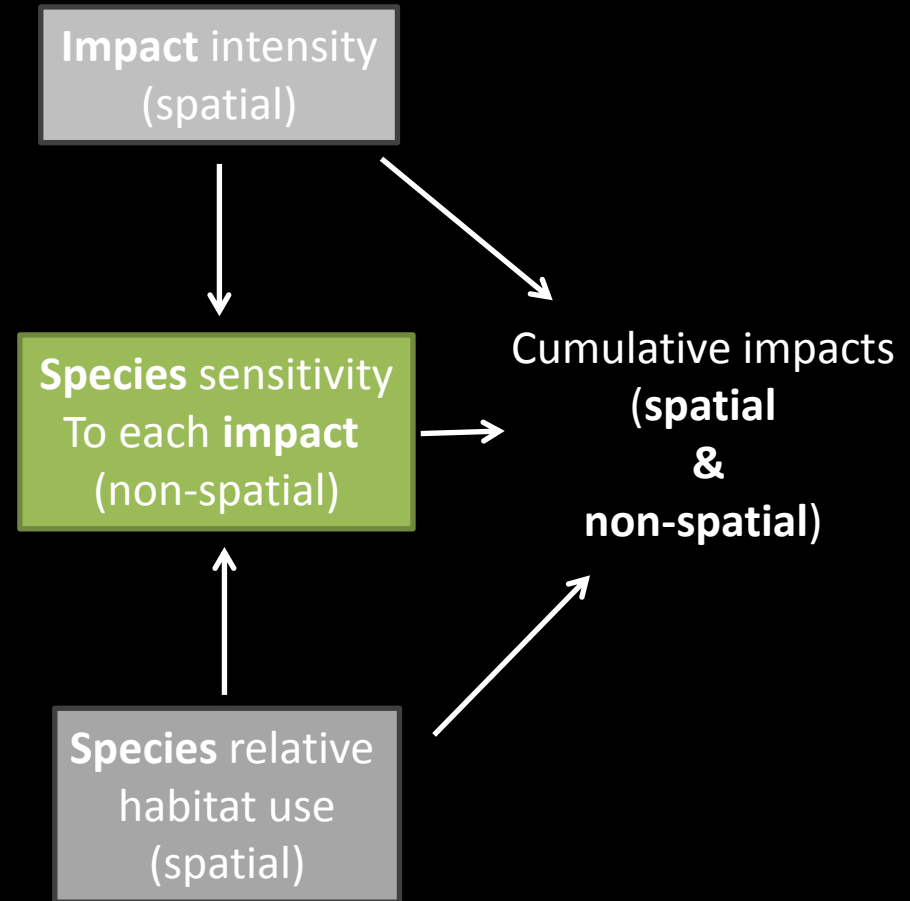 Impact intensity
(spatial)
Species sensitivity
To each impact
(non-spatial)
Cumulative impacts
(spatial
&
non-spatial)
Species relative
habitat use
(spatial)